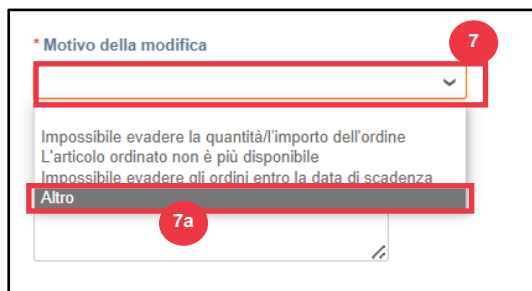 * Motivo della modifica
7
Impossibile evadere la quantità/l'importo dell'ordine
L'articolo ordinato non è più disponibile
Impossibile evadere gli ordini entro la data di scadenza
Altro
7a